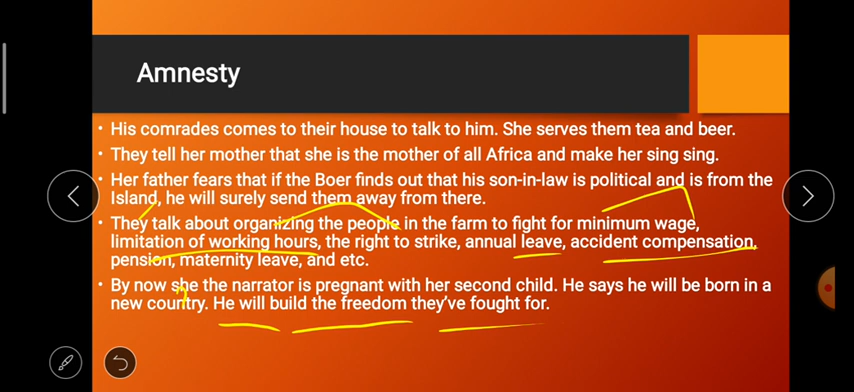 Amnesty
• His comrades comes to their house to talk to him. She serves them tea and beer.
• They tell her mother that she is the mother of all Africa and make her sing sing.
• Her father fears that if the Boer finds out that his son-in-law is political and is from the
Island, he will surely send them away from there.
• They talk about organizing the people in the farm to fight for minimum wage,
limitation of working hours, the right to strike, annual leave, accident compensation,
pension, maternity leave, and etc.
• By now she the narrator is pregnant with her second child. He says he will be born in a
new country. He will build the freedom they've fought for.